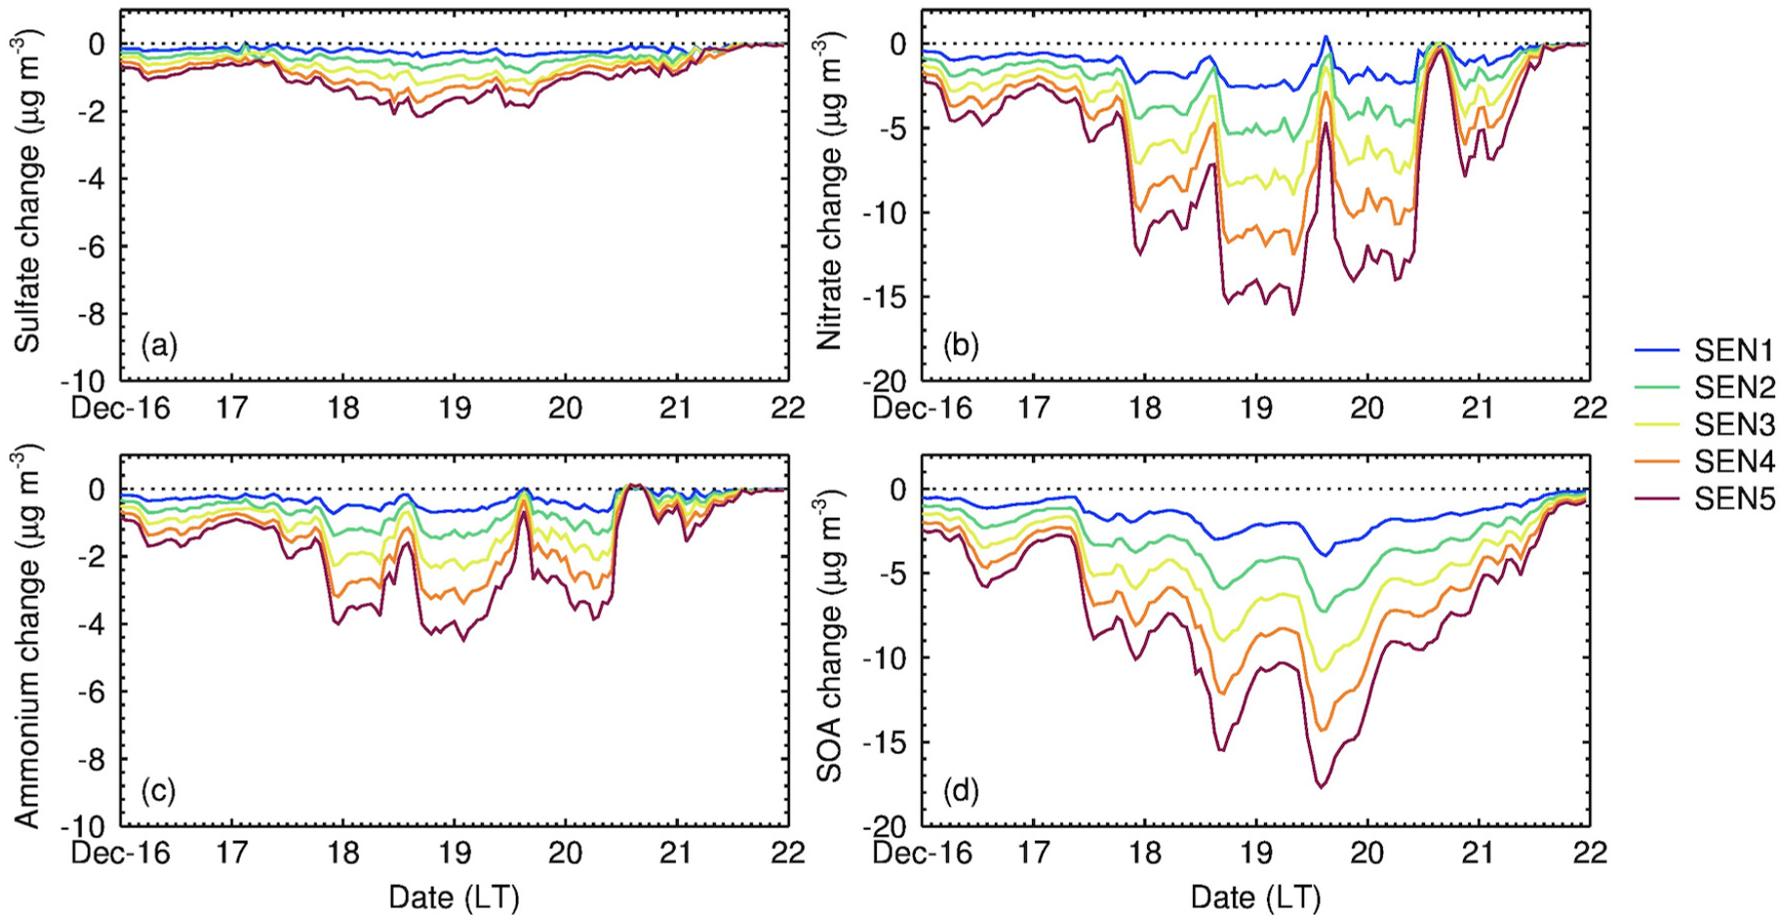 Sulfate change (µg m-3)
0
-2
-4
-6
-8
-10
(a)
Dec-16 17 18 19 20 21 22
Nitrate change (µg m-3)
0
-5
-10
-15
-20
(b)
Dec-16 17 18 19 20 21 22
SEN1
SEN2
SEN3
SEN4
SEN5
Ammonium change (µg m-3)
0
-2
-4
-6
-8
-10
(c)
Dec-16 17 18 19 20 21 22
Date (LT)
SOA change (µg m-3)
0
-5
-10
-15
-20
(d)
Dec-16 17 18 19 20 21 22
Date (LT)